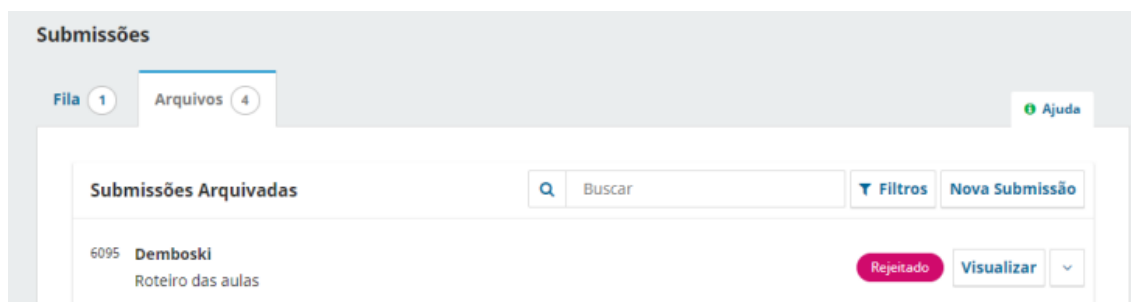 Submissões
Fila 1 Arquivos 4
Ajuda
Submissões Arquivadas Buscar Filtros Nova Submissão
6095 Demboski Rejeitado Visualizar
Roteiro das aulas